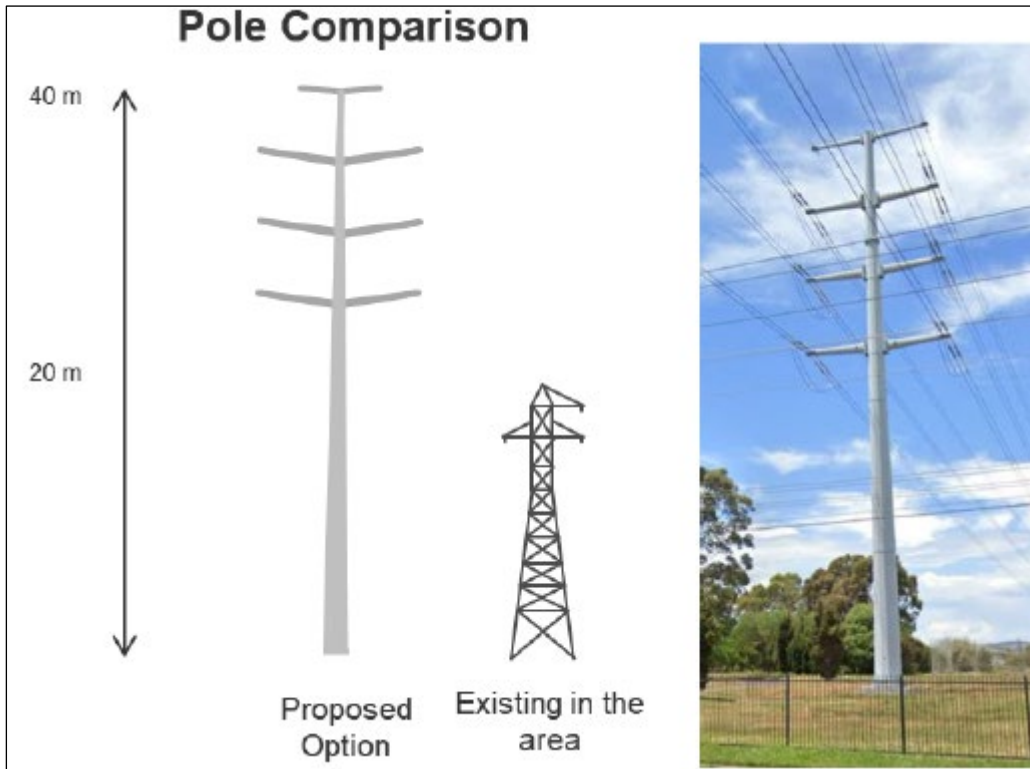 Pole Comparison
40 m
20 m
Proposed
Option
Existing in the
area